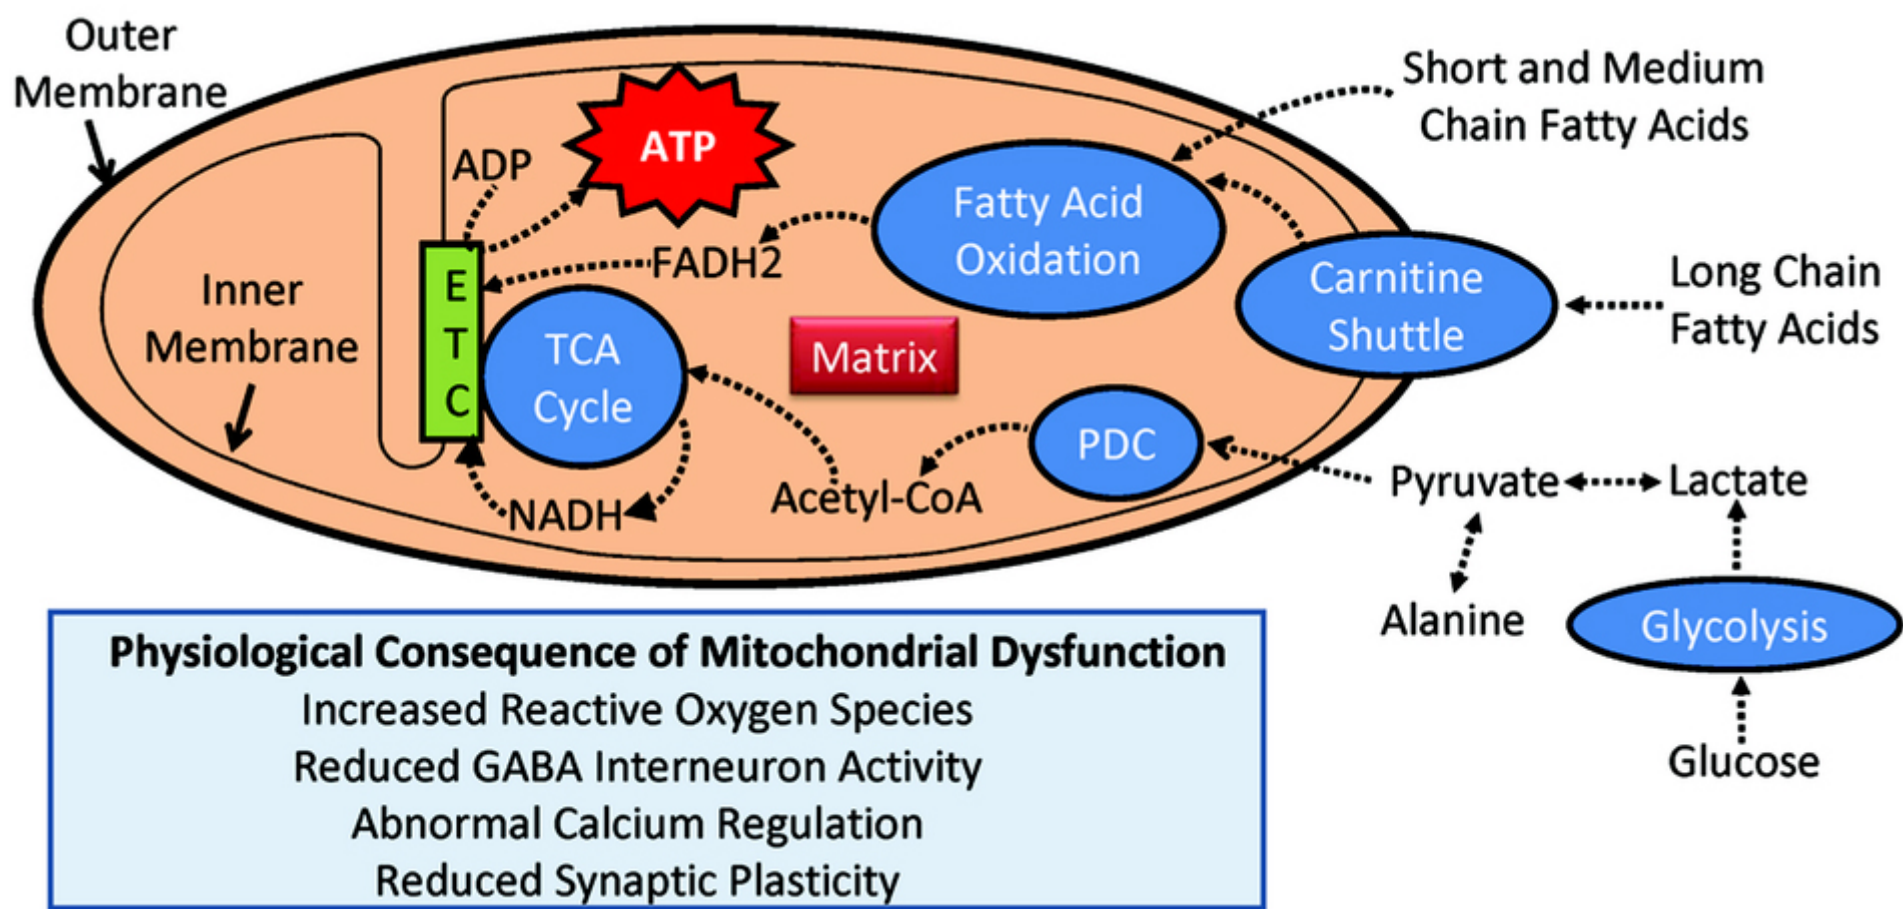 Outer
Membrane
Short and Medium
Chain Fatty Acids
ADP
ATP
Fatty Acid
Oxidation
FADH2
Carnitine
Shuttle
Long Chain
Fatty Acids
Inner
Membrane
E
T
C
TCA
Cycle
Matrix
PDC
NADH
Acetyl-CoA
Pyruvate
Lactate
Alanine
Glycolysis
Glucose
Physiological Consequence of Mitochondrial Dysfunction
Increased Reactive Oxygen Species
Reduced GABA Interneuron Activity
Abnormal Calcium Regulation
Reduced Synaptic Plasticity